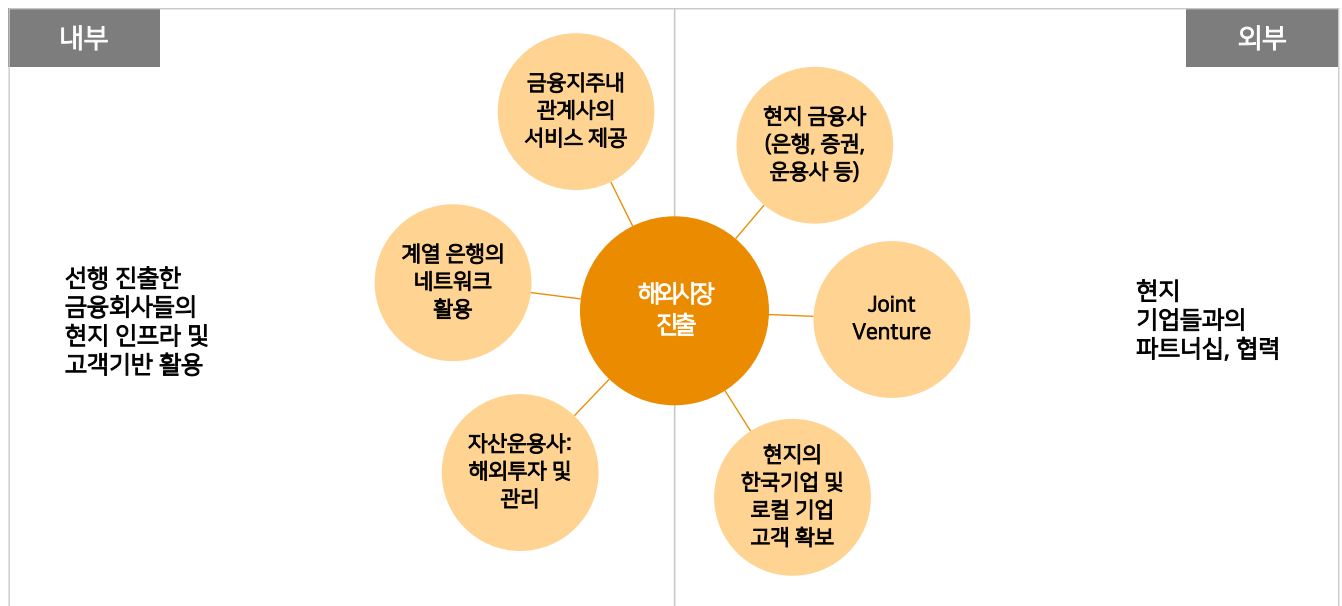 내부
외부
금융지주내
관계사의
서비스 제공
현지 금융사
(은행, 증권,
운용사 등)
계열 은행의
네트워크
활용
해외시장
진출
Joint
Venture
선행 진출한
금융회사들의
현지 인프라 및
고객기반 활용
현지
기업들과의
파트너십, 협력
자산운용사:
해외투자 및
관리
현지의
한국기업 및
로컬 기업
고객 확보